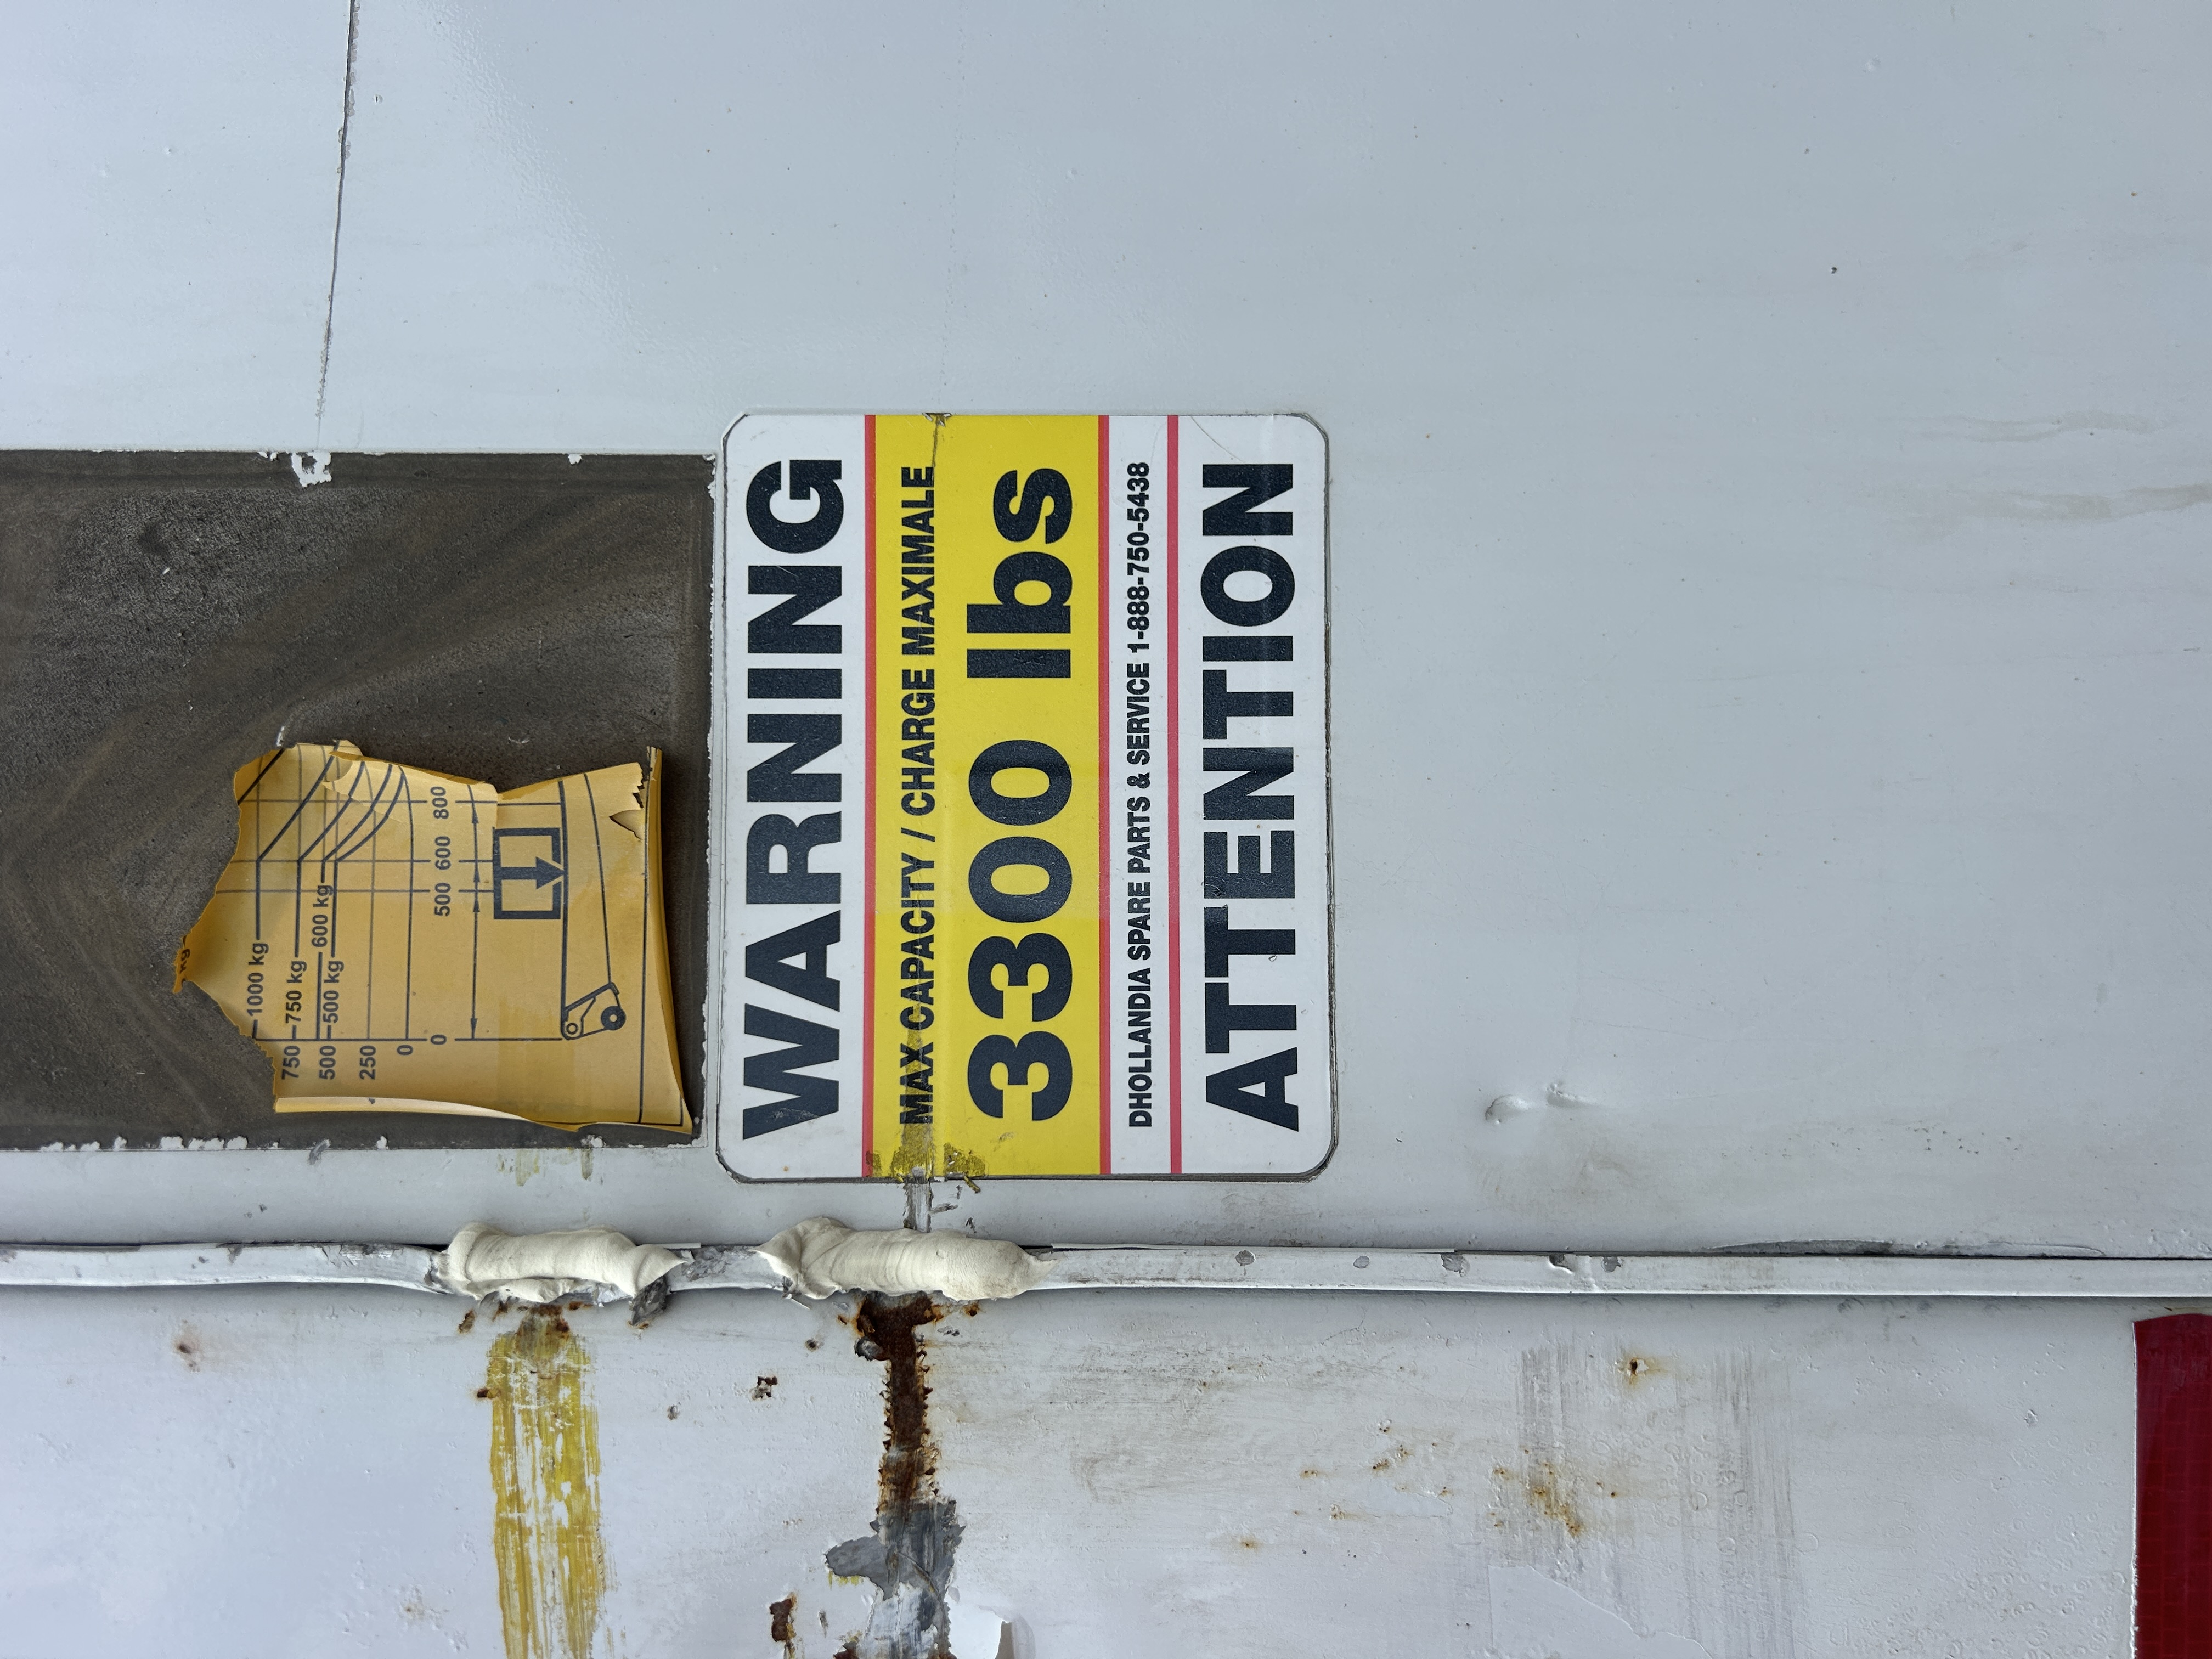 WARNING
MAX CAPACITY / CHARGE MAXIMALE
3300 lbs
DHOLLANDIA SPARE PARTS & SERVICE 1-888-750-5438
ATTENTION
kg
1000 kg
750 750 kg
600 kg
500 500 kg
250
0
0 500 600 800